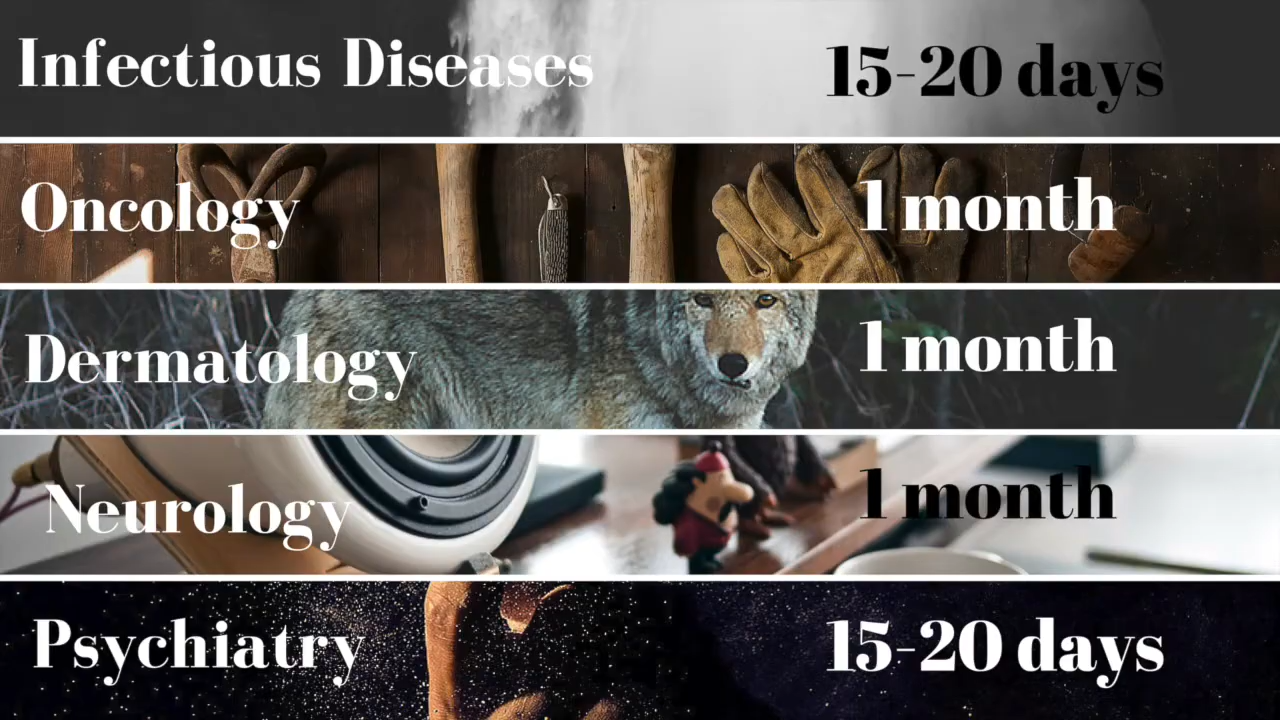 Infectious Diseases 15-20 days
Oncology 1 month
Dermatology 1 month
Neurology 1 month
Psychiatry 15-20 days